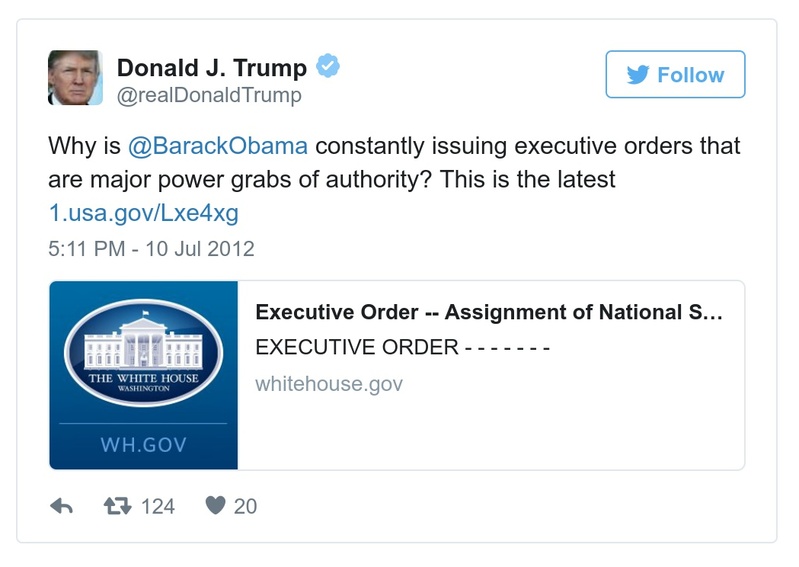 Donald J. Trump
@realDonaldTrump
Follow
Why is @BarackObama constantly issuing executive orders that
are major power grabs of authority? This is the latest
1.usa.gov/Lxe4xg
5:11 PM - 10 Jul 2012
THE WHITE HOUSE
WASHINGTON
WH.GOV
Executive Order -- Assignment of National S...
EXECUTIVE ORDER - - - - - - -
whitehouse.gov
124
20